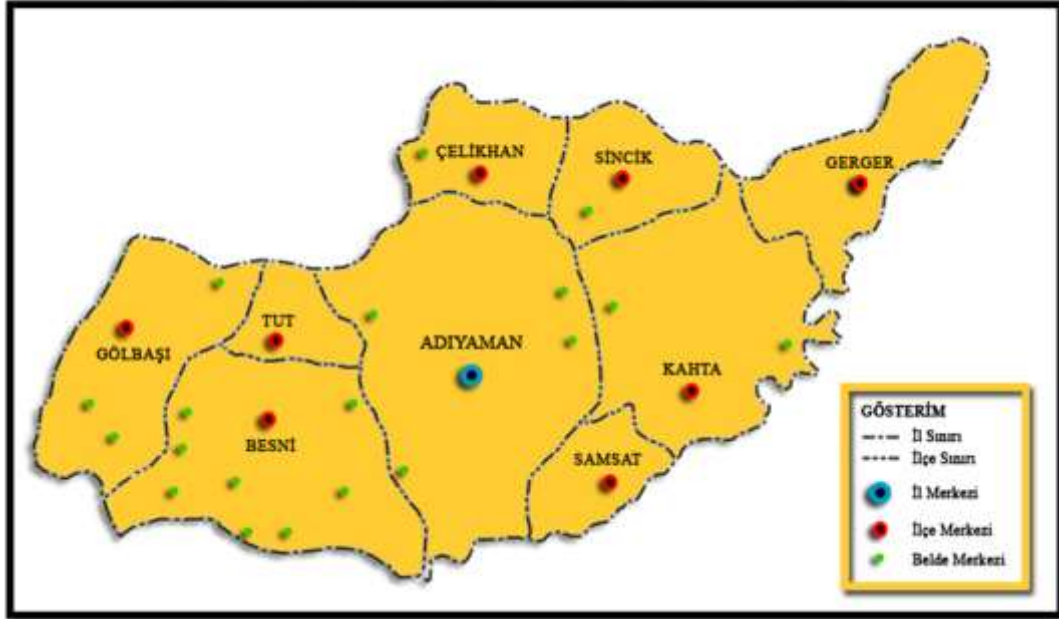 ÇELİKHAN
SİNCİK
GERGER
TUT
GÖLBAŞI
ADIYAMAN
KAHTA
BESNİ
SAMSAT
GÖSTERİM
İl Sınırı
İlçe Sınırı
İl Merkezi
İlçe Merkezi
Belde Merkezi